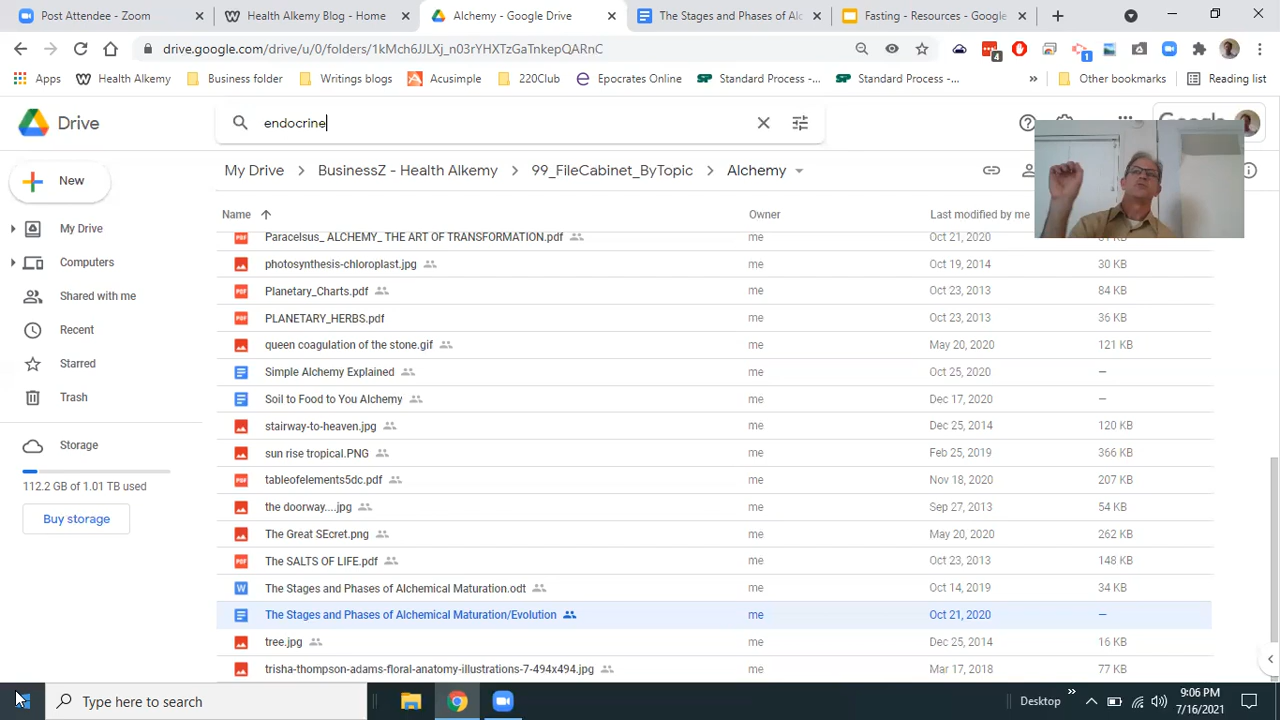 Post Attendee - Zoom
Health Alkemy Blog - Home
Alchemy - Google Drive
The Stages and Phases of Al
Fasting - Resources - Google
drive.google.com/drive/u/0/folders/1kMch6JJLXj_n03rYHXTzGaTnkepQARnC
4
1
Apps
Health Alkemy
Business folder
Writings blogs
Acusimple
220Club
Epocrates Online
Standard Process -...
Standard Process -...
»
Other bookmarks
Reading list
Drive
endocrine
Google
My Drive > BusinessZ - Health Alkemy > 99_FileCabinet_ByTopic > Alchemy
New
Name
Owner
Last modified by me
Paracelsus_ ALCHEMY_ THE ART OF TRANSFORMATION.pdf me Oct 21, 2020
My Drive
photosynthesis-chloroplast.jpg me Oct 19, 2014 30 KB
Computers
Planetary_Charts.pdf me Oct 23, 2013 84 KB
Shared with me
PLANETARY_HERBS.pdf me Oct 23, 2013 36 KB
Recent
queen coagulation of the stone.gif me May 20, 2020 121 KB
Starred
Simple Alchemy Explained me Oct 25, 2020 —
Trash
Soil to Food to You Alchemy me Dec 17, 2020 —
stairway-to-heaven.jpg me Dec 25, 2014 120 KB
Storage
sun rise tropical.PNG me Feb 25, 2019 366 KB
112.2 GB of 1.01 TB used
tableofelements5dc.pdf me Nov 18, 2020 207 KB
Buy storage
the doorway....jpg me Sep 27, 2013 54 KB
The Great SEcret.png me May 20, 2020 262 KB
The SALTS OF LIFE.pdf me Oct 23, 2013 148 KB
The Stages and Phases of Alchemical Maturation.odt me Oct 14, 2019 34 KB
The Stages and Phases of Alchemical Maturation/Evolution me Oct 21, 2020 —
tree.jpg me Dec 25, 2014 16 KB
trisha-thompson-adams-floral-anatomy-illustrations-7-494x494.jpg me Mar 17, 2018 77 KB
Type here to search
Desktop
»
9:06 PM
7/16/2021